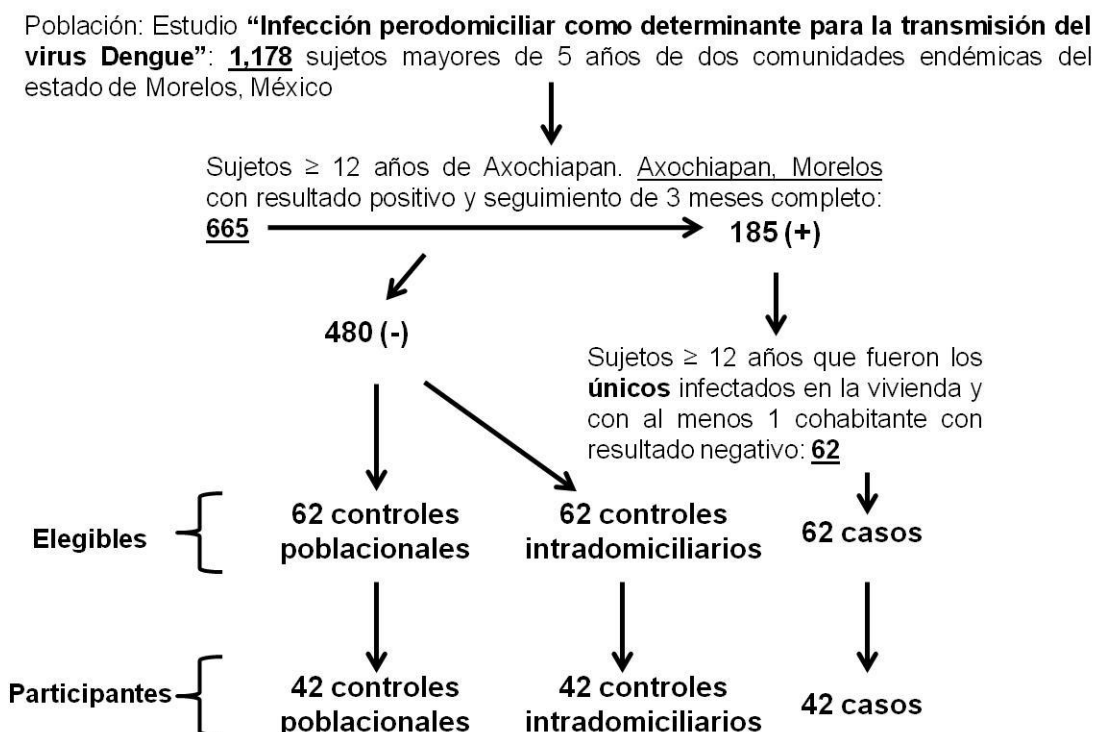 Población: Estudio “Infección perodomiciliar como determinante para la transmisión del
virus Dengue”: 1,178 sujetos mayores de 5 años de dos comunidades endémicas del
estado de Morelos, México
Sujetos ≥ 12 años de Axochiapan. Axochiapan, Morelos
con resultado positivo y seguimiento de 3 meses completo:
665
185 (+)
480 (-)
Sujetos ≥ 12 años que fueron los
únicos infectados en la vivienda y
con al menos 1 cohabitante con
resultado negativo: 62
Elegibles
62 controles
poblacionales
62 controles
intradomiciliarios
62 casos
Participantes
42 controles
poblacionales
42 controles
intradomiciliarios
42 casos